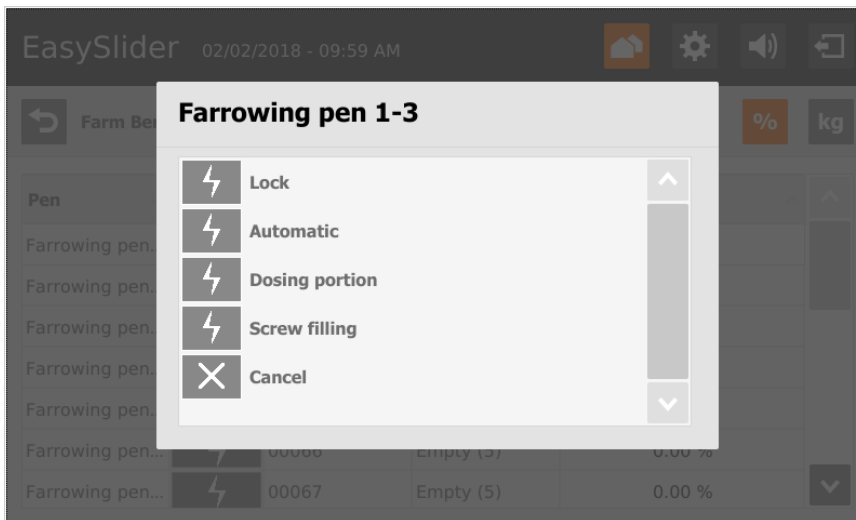 EasySlider 02/02/2018 - 09:59 AM
Farm Be
% kg
Farrowing pen 1-3
Lock
Automatic
Dosing portion
Screw filling
Cancel
Pen
Farrowing pen...
Farrowing pen...
Farrowing pen...
Farrowing pen...
Farrowing pen...
Farrowing pen... 00066 Empty (5) 0.00 %
Farrowing pen... 00067 Empty (5) 0.00 %